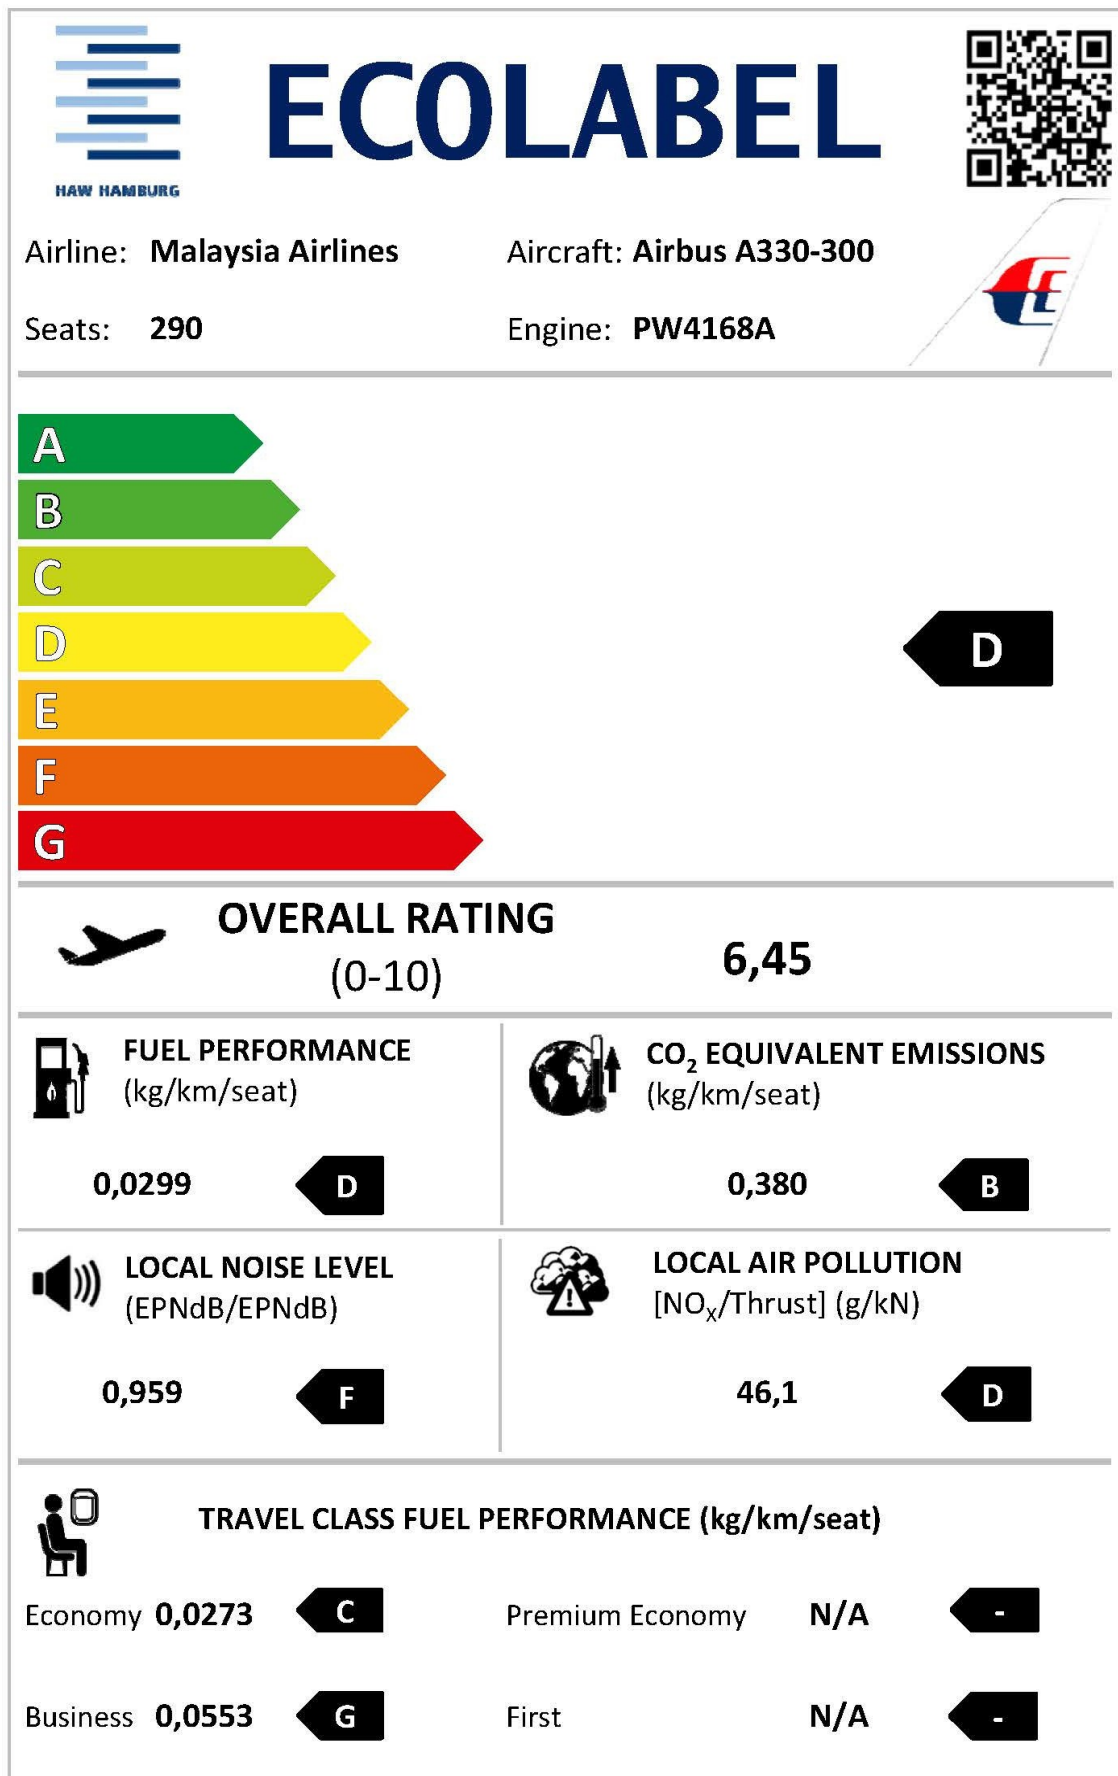 HAW HAMBURG
ECOLABEL
Airline: Malaysia Airlines
Aircraft: Airbus A330-300
Seats: 290
Engine: PW4168A
A
B
C
D
D
E
F
G
OVERALL RATING
(0-10)
6,45
FUEL PERFORMANCE
(kg/km/seat)
0,0299 D
CO₂ EQUIVALENT EMISSIONS
(kg/km/seat)
0,380 B
LOCAL NOISE LEVEL
(EPNdB/EPNdB)
0,959 F
LOCAL AIR POLLUTION
[NOₓ/Thrust] (g/kN)
46,1 D
TRAVEL CLASS FUEL PERFORMANCE (kg/km/seat)
Economy 0,0273 C
Premium Economy N/A -
Business 0,0553 G
First N/A -